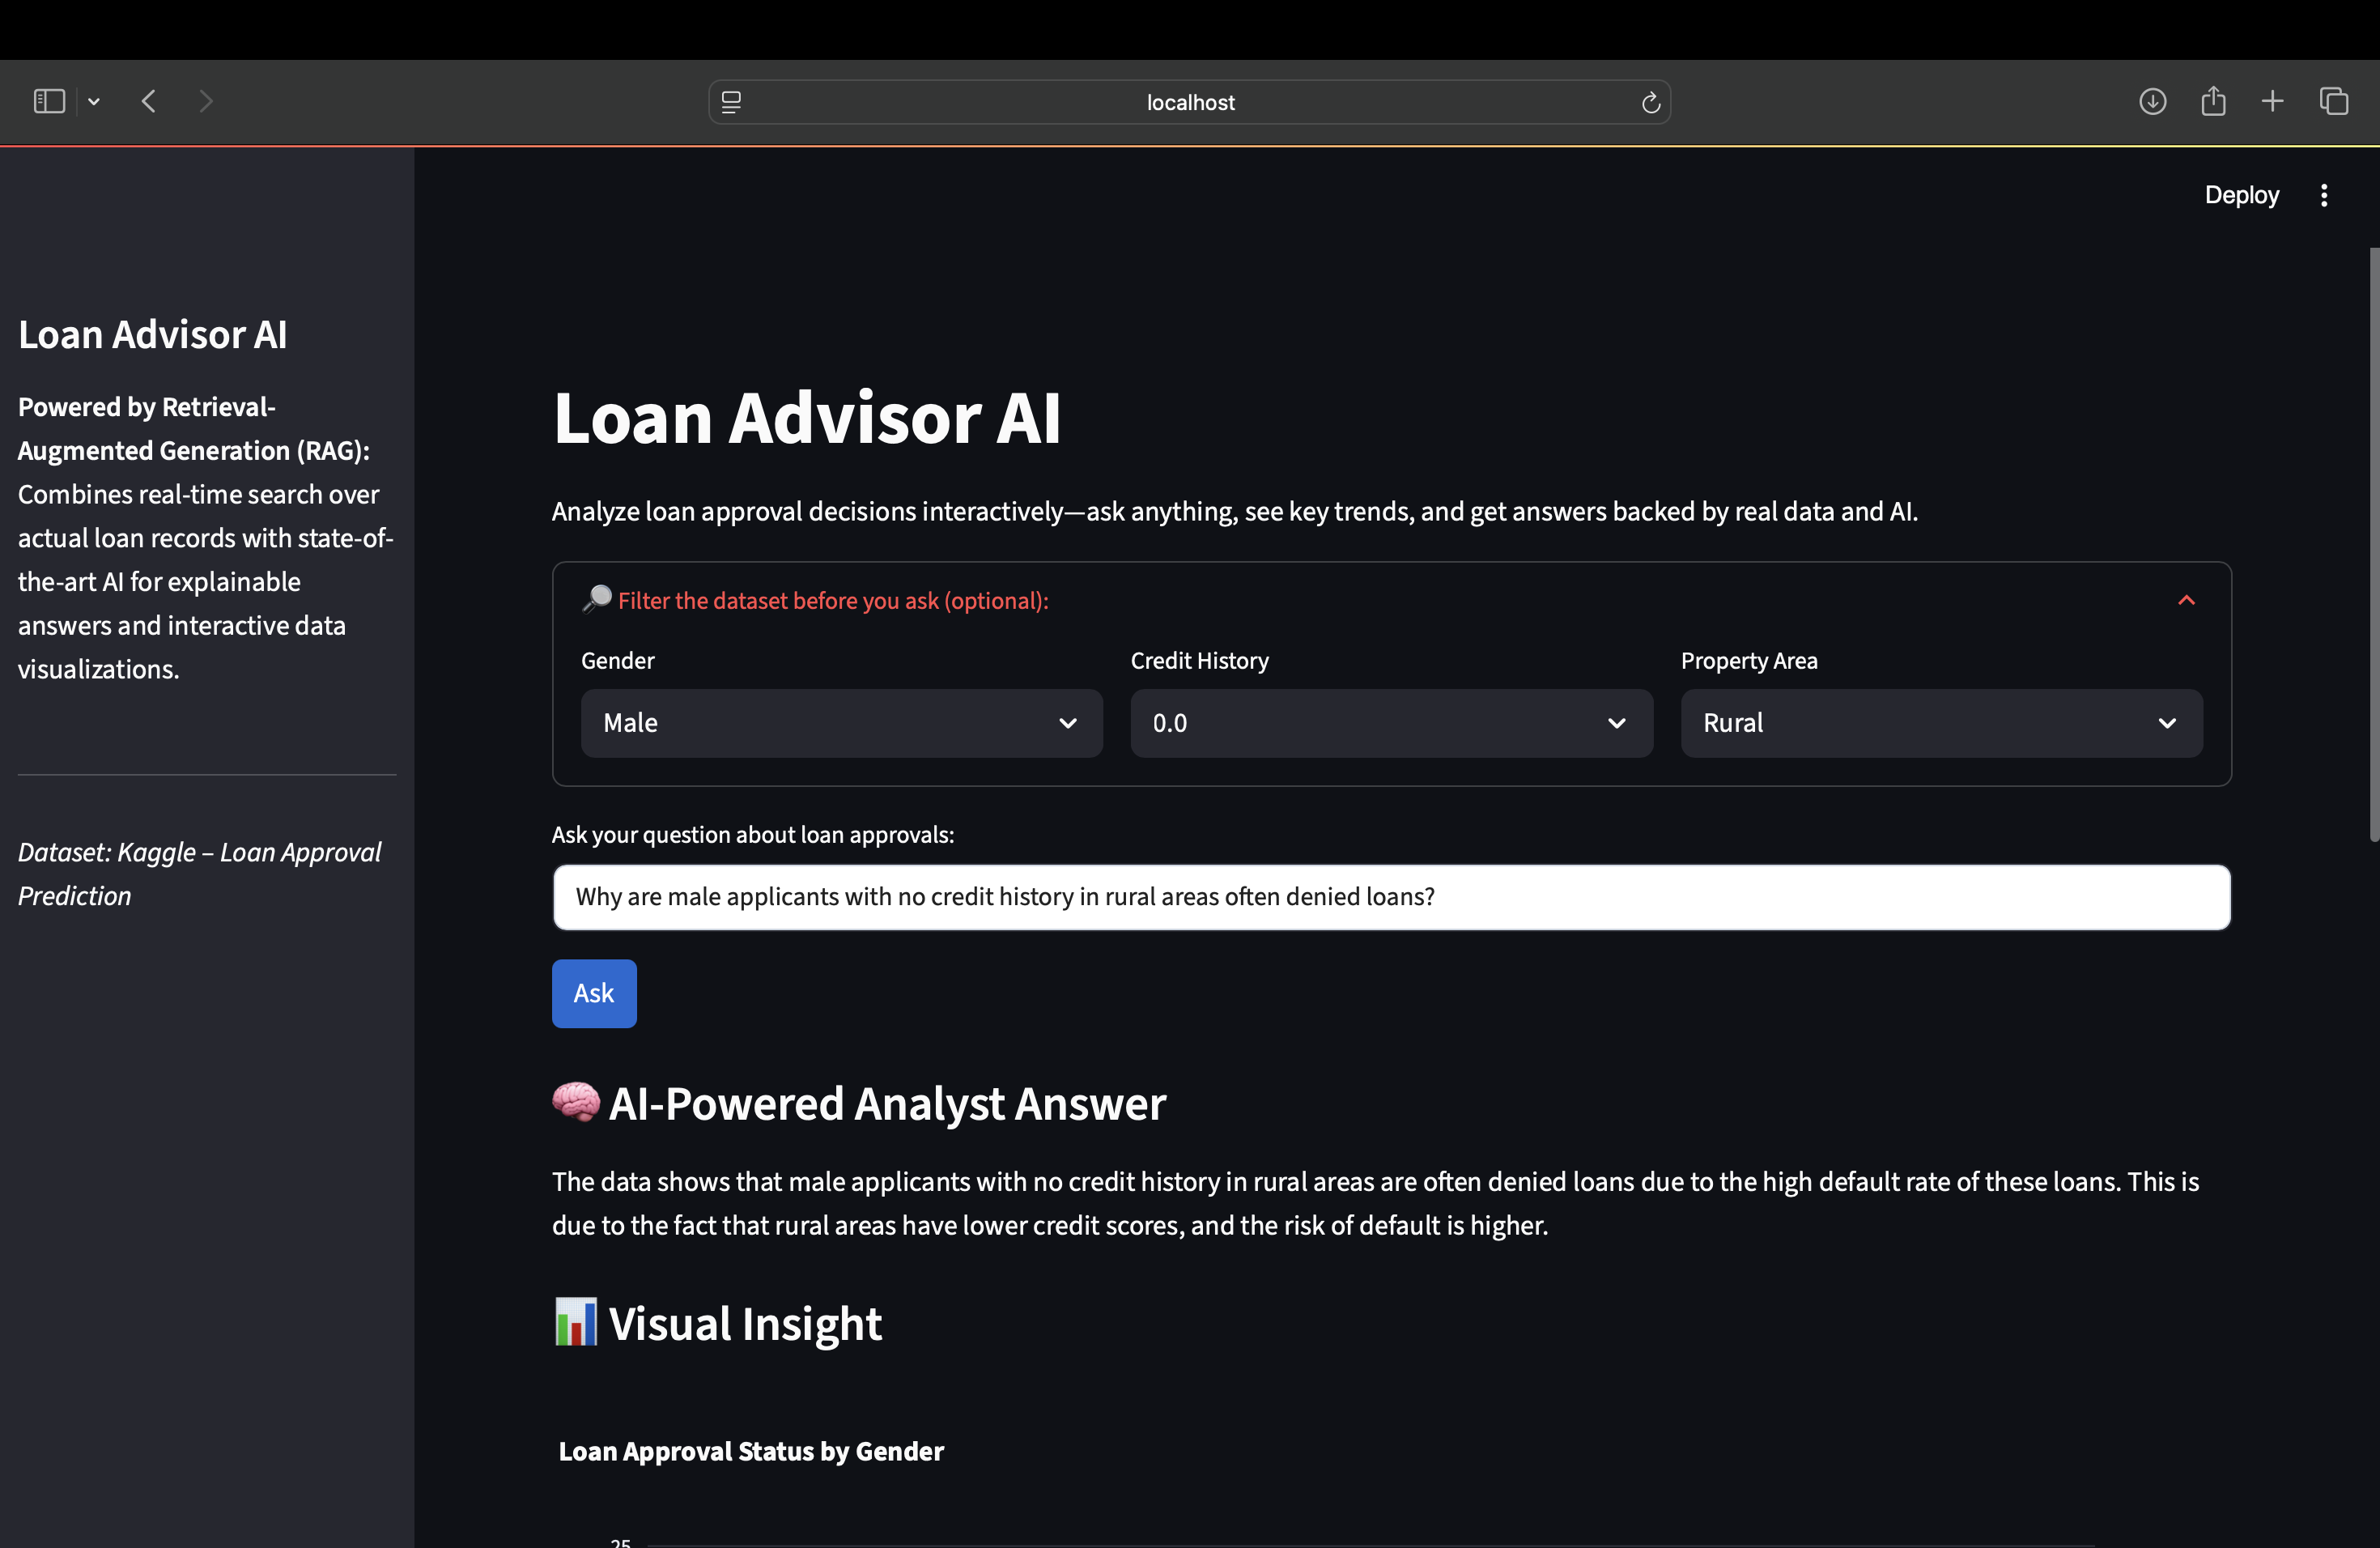 localhost
Deploy
Loan Advisor AI
Powered by Retrieval-
Augmented Generation (RAG):
Combines real-time search over
actual loan records with state-of-
the-art AI for explainable
answers and interactive data
visualizations.
Dataset: Kaggle – Loan Approval
Prediction
Loan Advisor AI
Analyze loan approval decisions interactively—ask anything, see key trends, and get answers backed by real data and AI.
Filter the dataset before you ask (optional):
Gender
Credit History
Property Area
Male
0.0
Rural
Ask your question about loan approvals:
Why are male applicants with no credit history in rural areas often denied loans?
Ask
AI-Powered Analyst Answer
The data shows that male applicants with no credit history in rural areas are often denied loans due to the high default rate of these loans. This is
due to the fact that rural areas have lower credit scores, and the risk of default is higher.
Visual Insight
Loan Approval Status by Gender
25